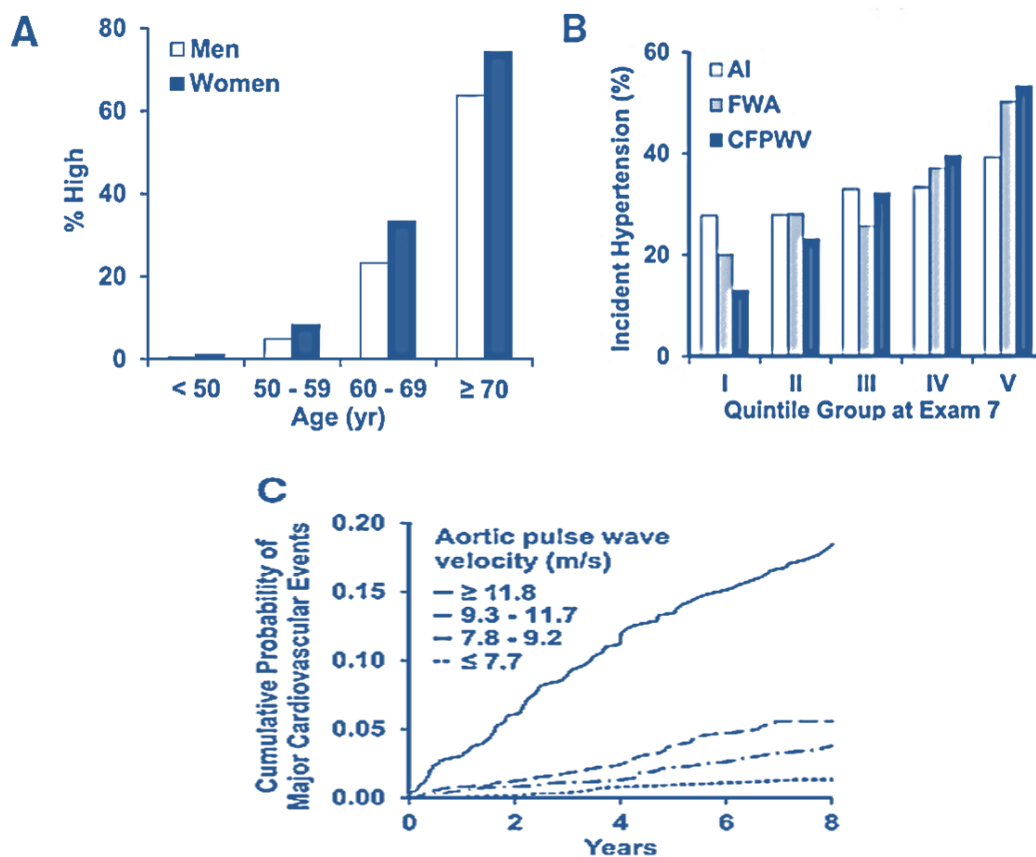 A
80
60
40
20
0
% High
Men
Women
< 50
50 - 59
60 - 69
≥ 70
Age (yr)
B
60
40
20
0
Incident Hypertension (%)
AI
FWA
CFPWV
I
II
III
IV
V
Quintile Group at Exam 7
C
0.20
0.15
0.10
0.05
0.00
Cumulative Probability of
Major Cardiovascular Events
Aortic pulse wave
velocity (m/s)
≥ 11.8
9.3 - 11.7
7.8 - 9.2
≤ 7.7
0
2
4
6
8
Years